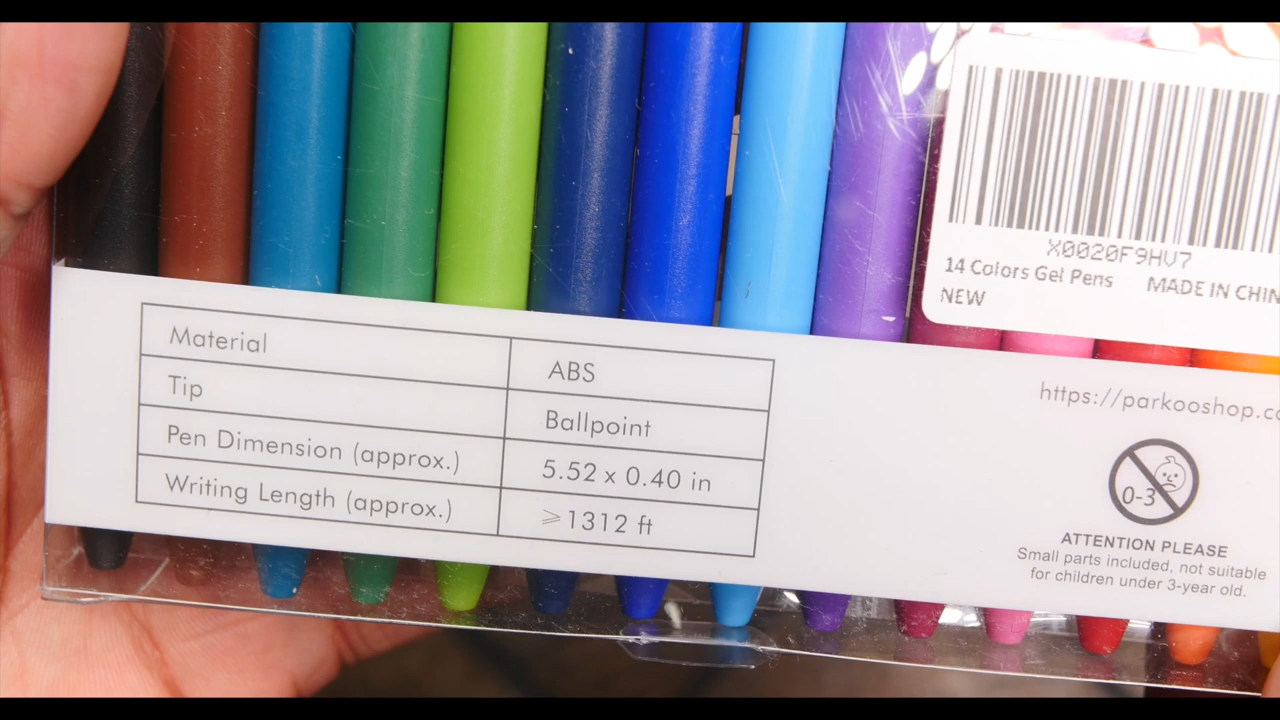 X0020F9HV7
14 Colors Gel Pens MADE IN
NEW
Material ABS
Tip Ballpoint
Pen Dimension (approx.) 5.52 x 0.40 in
Writing Length (approx.) ⩾1312 ft
https://parkooshop.co
0-3
ATTENTION PLEASE
Small parts included, not suitable
for children under 3-year old.